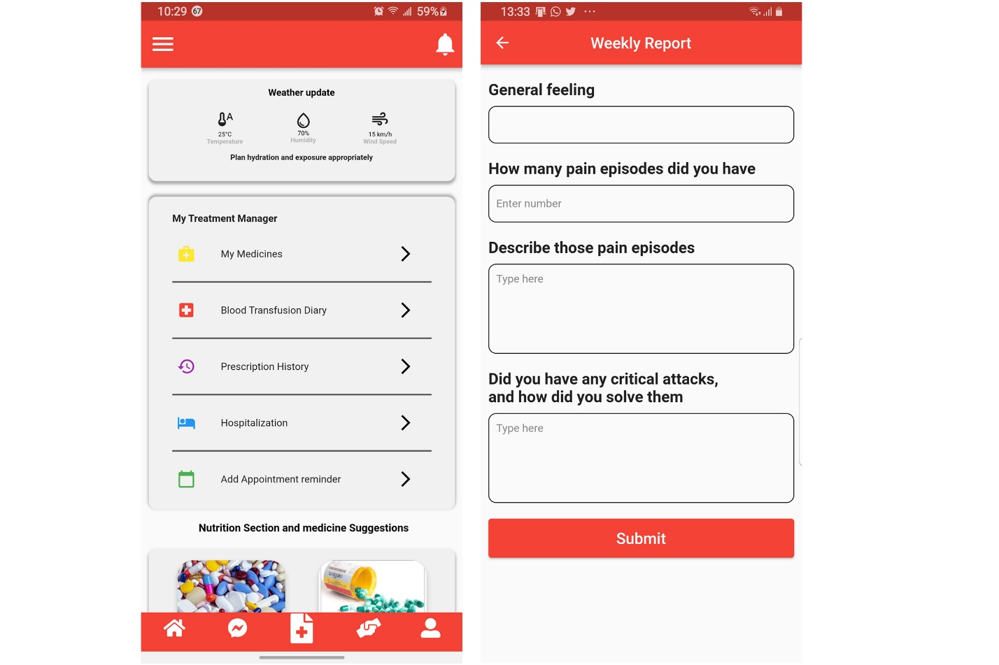 10:29 67 59%
Weather update
A
25°C 70% 15 km/h
Temperature Humidity Wind Speed
Plan hydration and exposure appropriately
My Treatment Manager
My Medicines
Blood Transfusion Diary
Prescription History
Hospitalization
Add Appointment reminder
Nutrition Section and medicine Suggestions
13:33 ...
Weekly Report
General feeling
How many pain episodes did you have
Enter number
Describe those pain episodes
Type here
Did you have any critical attacks,
and how did you solve them
Type here
Submit